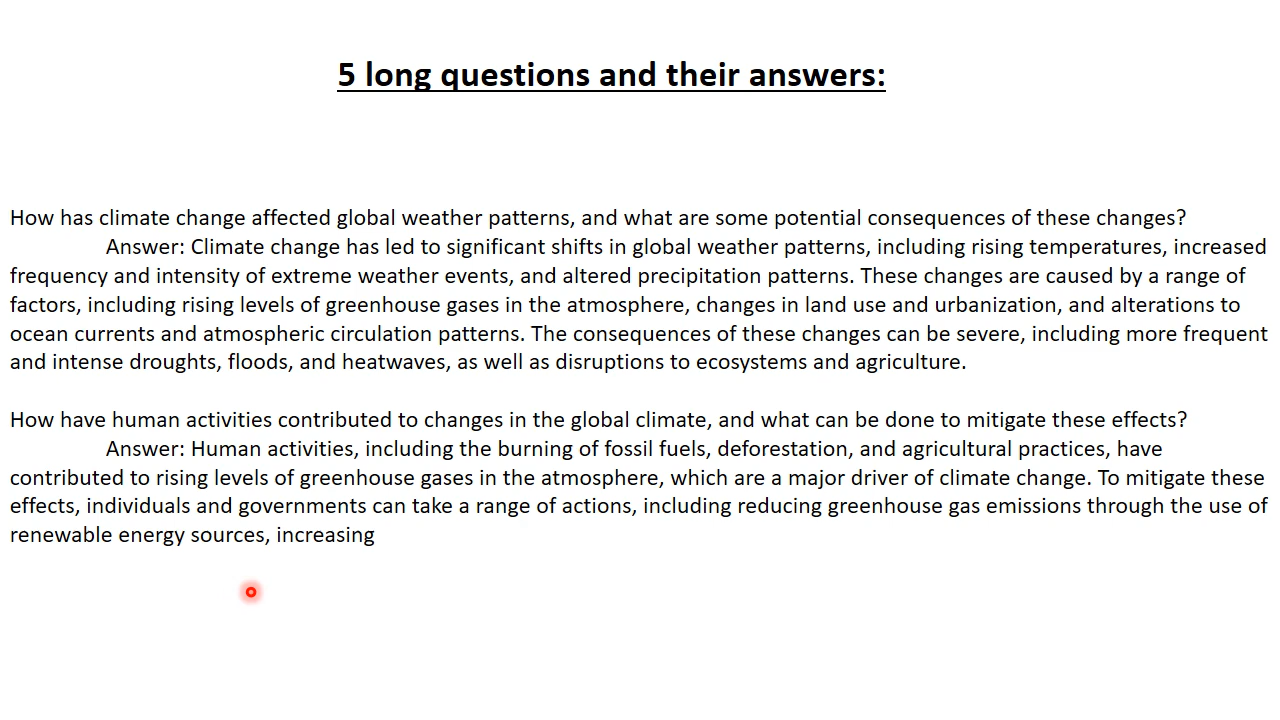 5 long questions and their answers:
How has climate change affected global weather patterns, and what are some potential consequences of these changes?
Answer: Climate change has led to significant shifts in global weather patterns, including rising temperatures, increased
frequency and intensity of extreme weather events, and altered precipitation patterns. These changes are caused by a range of
factors, including rising levels of greenhouse gases in the atmosphere, changes in land use and urbanization, and alterations to
ocean currents and atmospheric circulation patterns. The consequences of these changes can be severe, including more frequent
and intense droughts, floods, and heatwaves, as well as disruptions to ecosystems and agriculture.
How have human activities contributed to changes in the global climate, and what can be done to mitigate these effects?
Answer: Human activities, including the burning of fossil fuels, deforestation, and agricultural practices, have
contributed to rising levels of greenhouse gases in the atmosphere, which are a major driver of climate change. To mitigate these
effects, individuals and governments can take a range of actions, including reducing greenhouse gas emissions through the use of
renewable energy sources, increasing